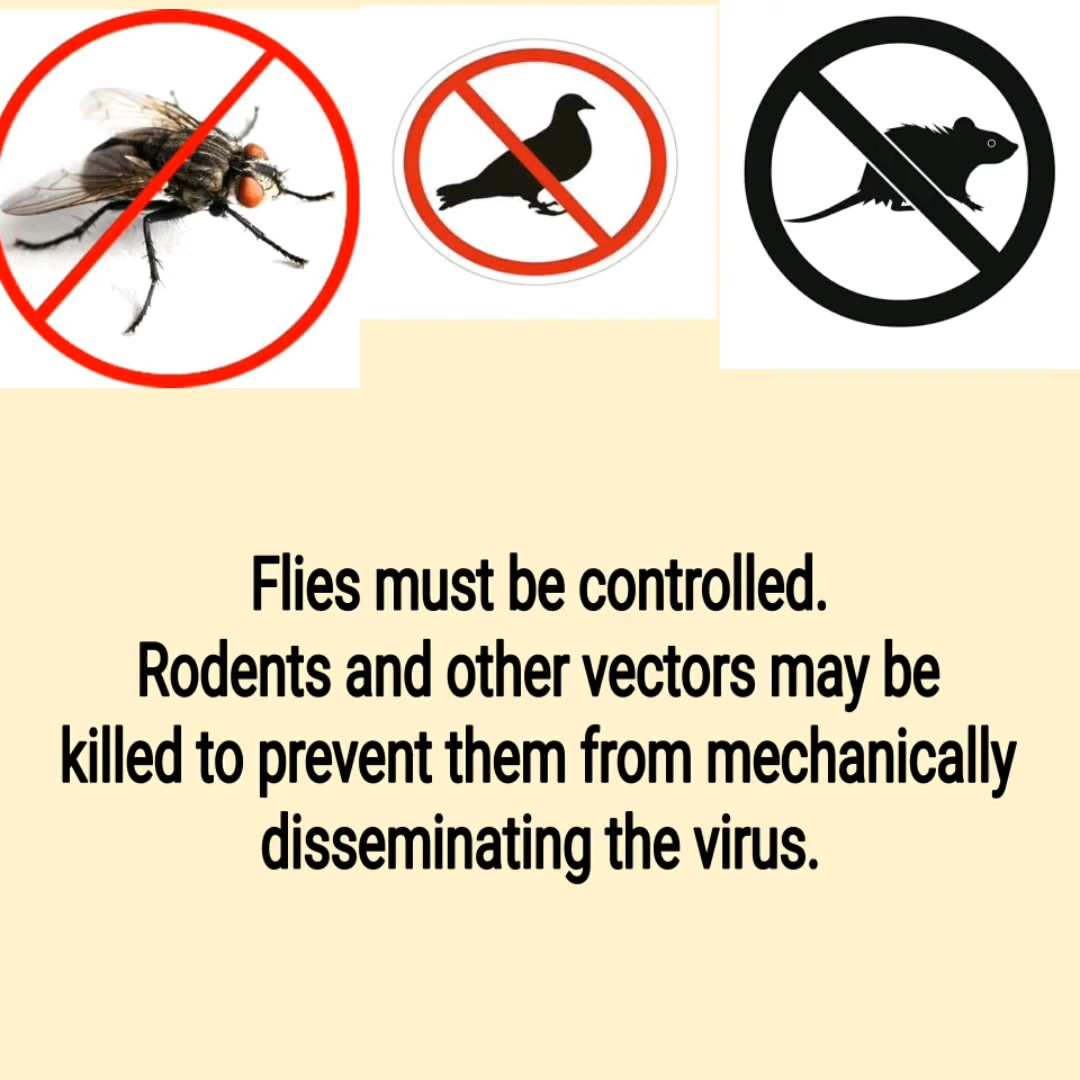 Flies must be controlled.
Rodents and other vectors may be
killed to prevent them from mechanically
disseminating the virus.